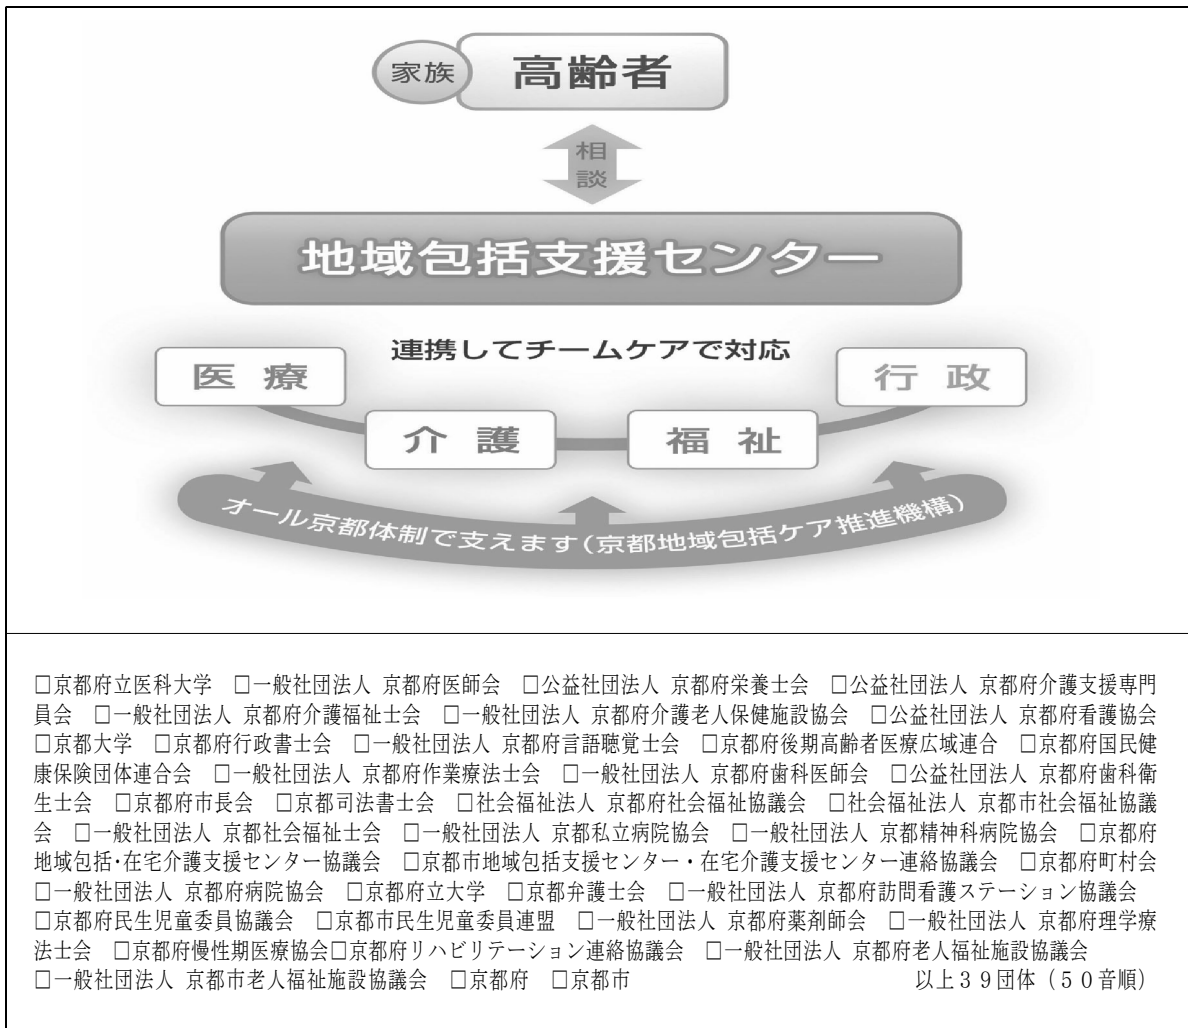 家族
高齢者
相
談
地域包括支援センター
連携してチームケアで対応
医療
行政
介護
福祉
オール京都体制で支えます(京都地域包括ケア推進機構)
□京都府立医科大学　□一般社団法人 京都府医師会　□公益社団法人 京都府栄養士会　□公益社団法人 京都府介護支援専門
員会　□一般社団法人 京都府介護福祉士会　□一般社団法人 京都府介護老人保健施設協会　□公益社団法人 京都府看護協会
□京都大学　□京都府行政書士会　□一般社団法人 京都府言語聴覚士会　□京都府後期高齢者医療広域連合　□京都府国民健
康保険団体連合会　□一般社団法人 京都府作業療法士会　□一般社団法人 京都府歯科医師会　□公益社団法人 京都府歯科衛
生士会　□京都府市長会　□京都司法書士会　□社会福祉法人 京都府社会福祉協議会　□社会福祉法人 京都市社会福祉協議
会　□一般社団法人 京都社会福祉士会　□一般社団法人 京都私立病院協会　□一般社団法人 京都精神科病院協会　□京都府
地域包括・在宅介護支援センター協議会　□京都市地域包括支援センター・在宅介護支援センター連絡協議会　□京都府町村会
□一般社団法人 京都府病院協会　□京都府立大学　□京都弁護士会　□一般社団法人 京都府訪問看護ステーション協議会
□京都府民生児童委員協議会　□京都市民生児童委員連盟　□一般社団法人 京都府薬剤師会　□一般社団法人 京都府理学療
法士会　□京都府慢性期医療協会□京都府リハビリテーション連絡協議会　□一般社団法人 京都府老人福祉施設協議会
□一般社団法人 京都市老人福祉施設協議会　□京都府　□京都市　以上３９団体（５０音順）